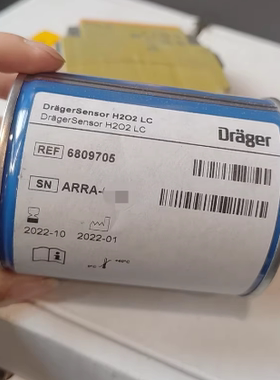 DrägerSensor H2O2 LC
DrägerSensor H2O2 LC
Dräger
REF 6809705
SN ARRA-
2022-10
2022-01